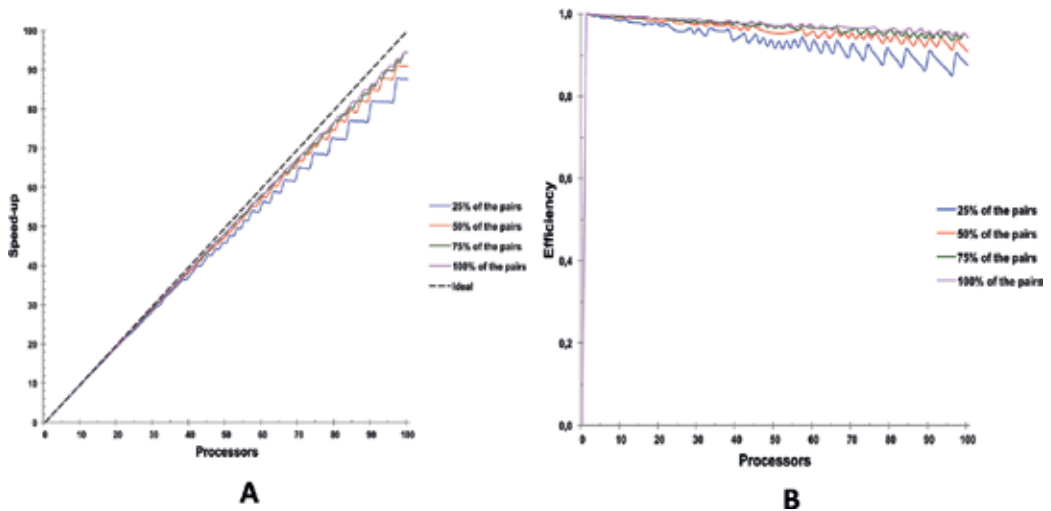 100
90
80
70
60
50
40
30
20
10
0
Speed-up
0 10 20 30 40 50 60 70 80 90 100
Processors
25% of the pairs
50% of the pairs
75% of the pairs
100% of the pairs
Ideal
A
1,0
0,8
0,6
0,4
0,2
0,0
Efficiency
0 10 20 30 40 50 60 70 80 90 100
Processors
25% of the pairs
50% of the pairs
75% of the pairs
100% of the pairs
B